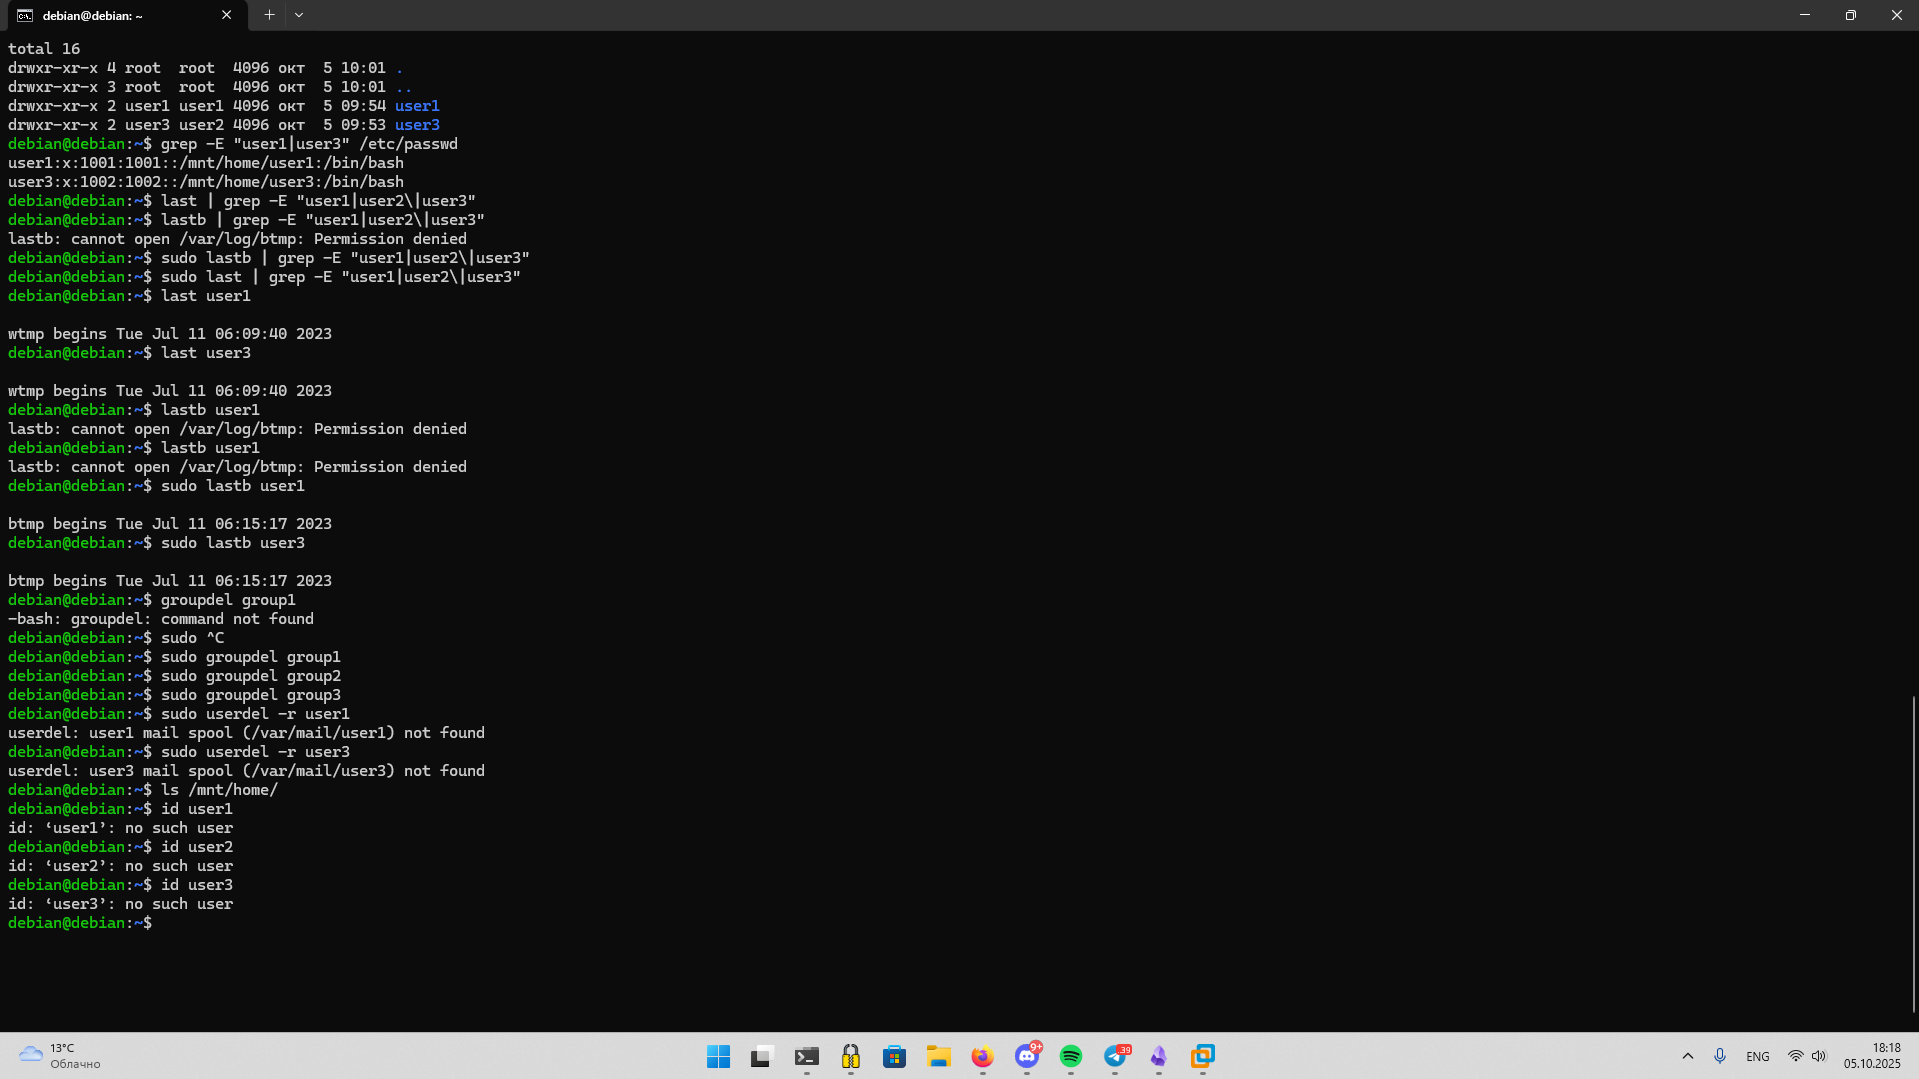 debian@debian: ~
total 16
drwxr-xr-x 4 root  root  4096 окт  5 10:01 .
drwxr-xr-x 3 root  root  4096 окт  5 10:01 ..
drwxr-xr-x 2 user1 user1 4096 окт  5 09:54 user1
drwxr-xr-x 2 user3 user2 4096 окт  5 09:53 user3
debian@debian:~$ grep -E "user1|user3" /etc/passwd
user1:x:1001:1001::/mnt/home/user1:/bin/bash
user3:x:1002:1002::/mnt/home/user3:/bin/bash
debian@debian:~$ last | grep -E "user1|user2\|user3"
debian@debian:~$ lastb | grep -E "user1|user2\|user3"
lastb: cannot open /var/log/btmp: Permission denied
debian@debian:~$ sudo lastb | grep -E "user1|user2\|user3"
debian@debian:~$ sudo last | grep -E "user1|user2\|user3"
debian@debian:~$ last user1
wtmp begins Tue Jul 11 06:09:40 2023
debian@debian:~$ last user3
wtmp begins Tue Jul 11 06:09:40 2023
debian@debian:~$ lastb user1
lastb: cannot open /var/log/btmp: Permission denied
debian@debian:~$ lastb user1
lastb: cannot open /var/log/btmp: Permission denied
debian@debian:~$ sudo lastb user1
btmp begins Tue Jul 11 06:15:17 2023
debian@debian:~$ sudo lastb user3
btmp begins Tue Jul 11 06:15:17 2023
debian@debian:~$ groupdel group1
-bash: groupdel: command not found
debian@debian:~$ sudo ^C
debian@debian:~$ sudo groupdel group1
debian@debian:~$ sudo groupdel group2
debian@debian:~$ sudo groupdel group3
debian@debian:~$ sudo userdel -r user1
userdel: user1 mail spool (/var/mail/user1) not found
debian@debian:~$ sudo userdel -r user3
userdel: user3 mail spool (/var/mail/user3) not found
debian@debian:~$ ls /mnt/home/
debian@debian:~$ id user1
id: ‘user1’: no such user
debian@debian:~$ id user2
id: ‘user2’: no such user
debian@debian:~$ id user3
id: ‘user3’: no such user
debian@debian:~$
13°C
Облачно
9+
39
ENG
18:18
05.10.2025